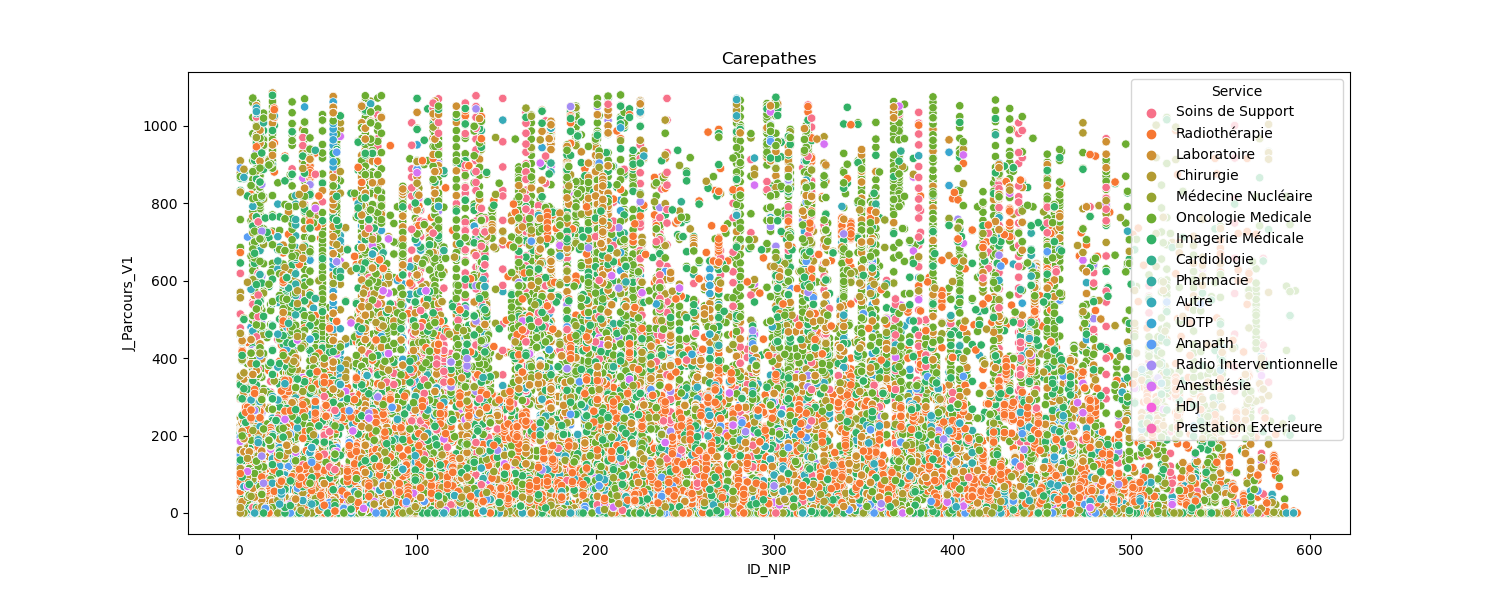 Carepathes
Service
Soins de Support
Radiothérapie
Laboratoire
Chirurgie
Médecine Nucléaire
Oncologie Medicale
Imagerie Médicale
Cardiologie
Pharmacie
Autre
UDTP
Anapath
Radio Interventionnelle
Anesthésie
HDJ
Prestation Exterieure
J_Parcours_V1
1000
800
600
400
200
0
0 100 200 300 400 500 600
ID_NIP